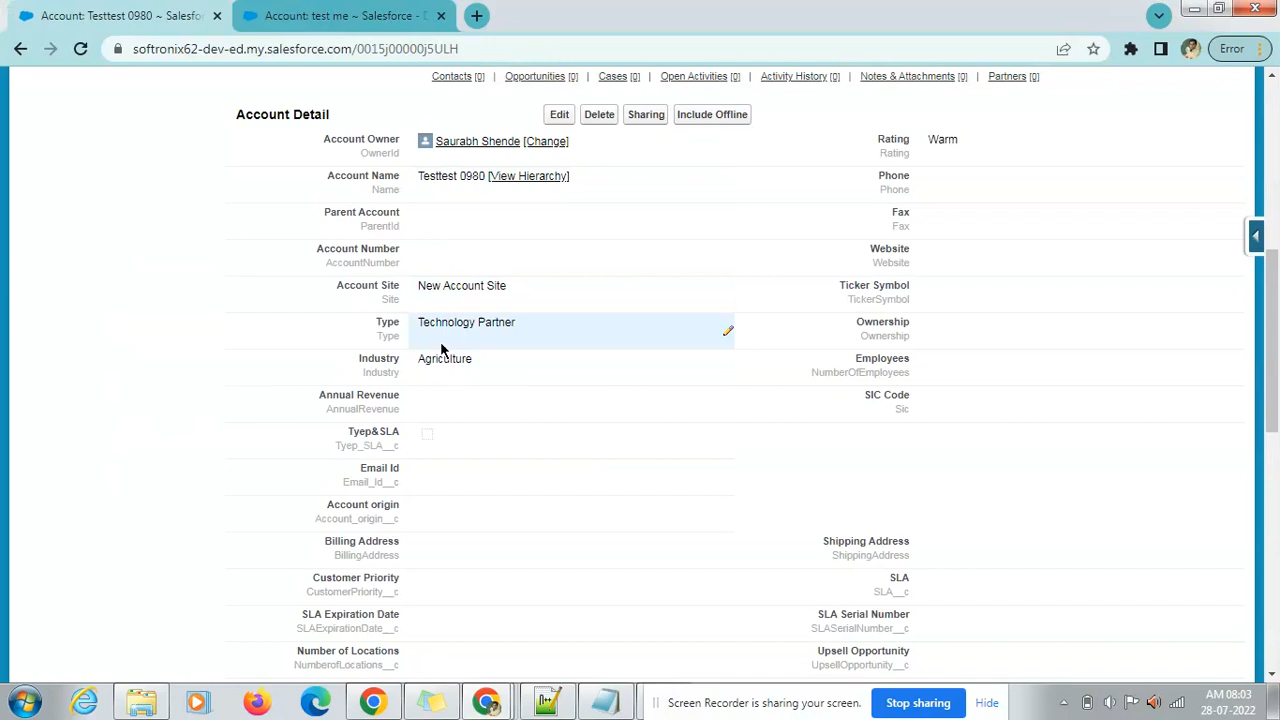 Account: Testtest 0980 ~ Salesfor
Account: test me ~ Salesforce - D
softronix62-dev-ed.my.salesforce.com/0015j00000j5ULH
Error
Contacts [0] | Opportunities [0] | Cases [0] | Open Activities [0] | Activity History [0] | Notes & Attachments [0] | Partners [0]
Account Detail
Edit Delete Sharing Include Offline
Account Owner Saurabh Shende [Change] Rating Warm
OwnerId Rating
Account Name Testtest 0980 [View Hierarchy] Phone
Name Phone
Parent Account Fax
ParentId Fax
Account Number Website
AccountNumber Website
Account Site New Account Site Ticker Symbol
Site TickerSymbol
Type Technology Partner Ownership
Type Ownership
Industry Agriculture Employees
Industry NumberOfEmployees
Annual Revenue SIC Code
AnnualRevenue Sic
Tyep&SLA
Tyep_SLA__c
Email Id
Email_Id__c
Account origin
Account_origin__c
Billing Address Shipping Address
BillingAddress ShippingAddress
Customer Priority SLA
CustomerPriority__c SLA__c
SLA Expiration Date SLA Serial Number
SLAExpirationDate__c SLASerialNumber__c
Number of Locations Upsell Opportunity
NumberofLocations__c UpsellOpportunity__c
Screen Recorder is sharing your screen. Stop sharing Hide
AM 08:03
28-07-2022